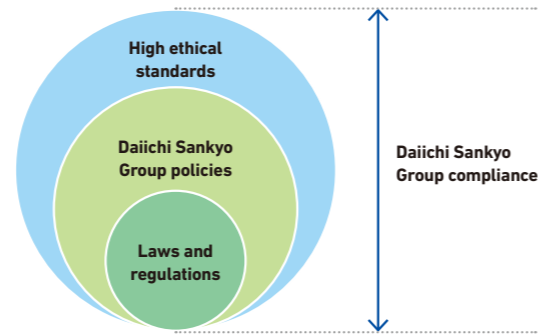 High ethical
standards
Daiichi Sankyo
Group policies
Laws and
regulations
Daiichi Sankyo
Group compliance